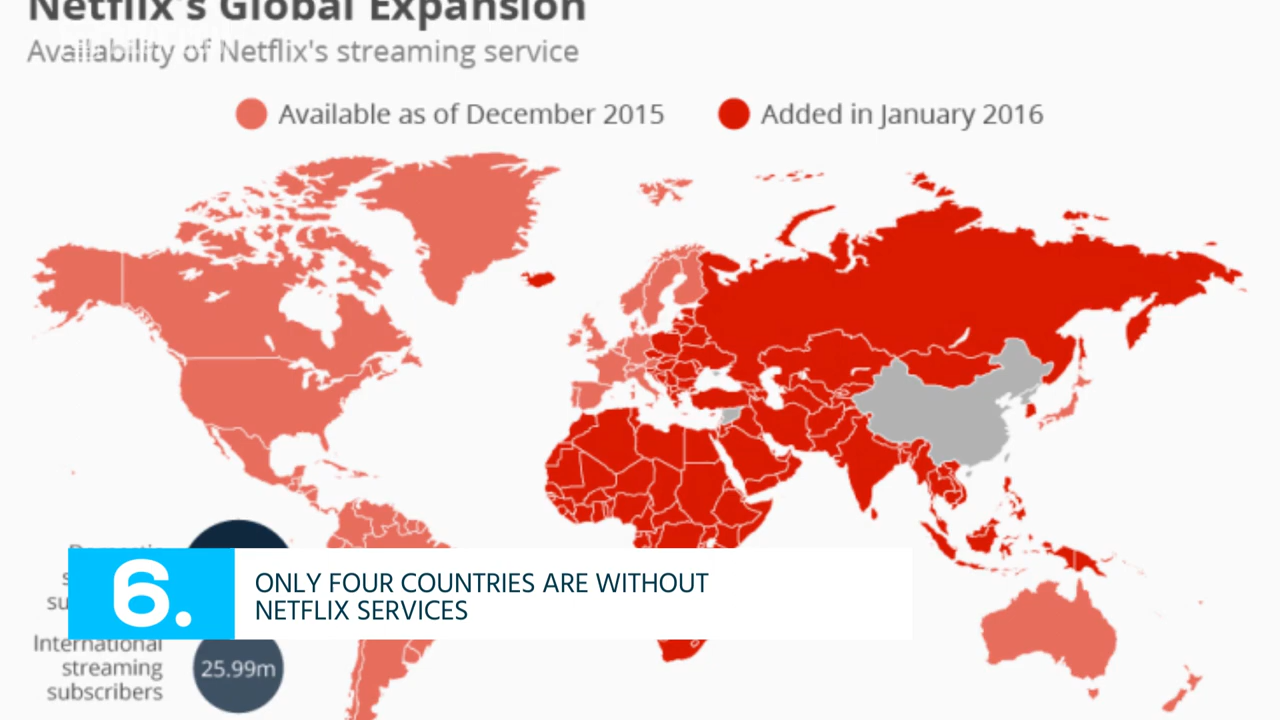 Netflix's Global Expansion
Availability of Netflix's streaming service
Available as of December 2015
Added in January 2016
6.
ONLY FOUR COUNTRIES ARE WITHOUT
NETFLIX SERVICES
International
streaming
subscribers
25.99m